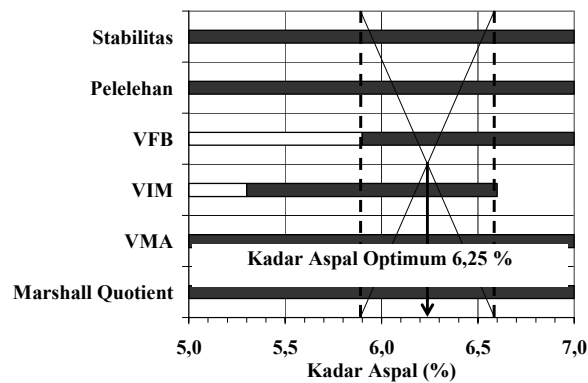 Stabilitas
Pelelehan
VFB
VIM
VMA
Kadar Aspal Optimum 6,25 %
Marshall Quotient
5,0 5,5 6,0 6,5 7,0
Kadar Aspal (%)